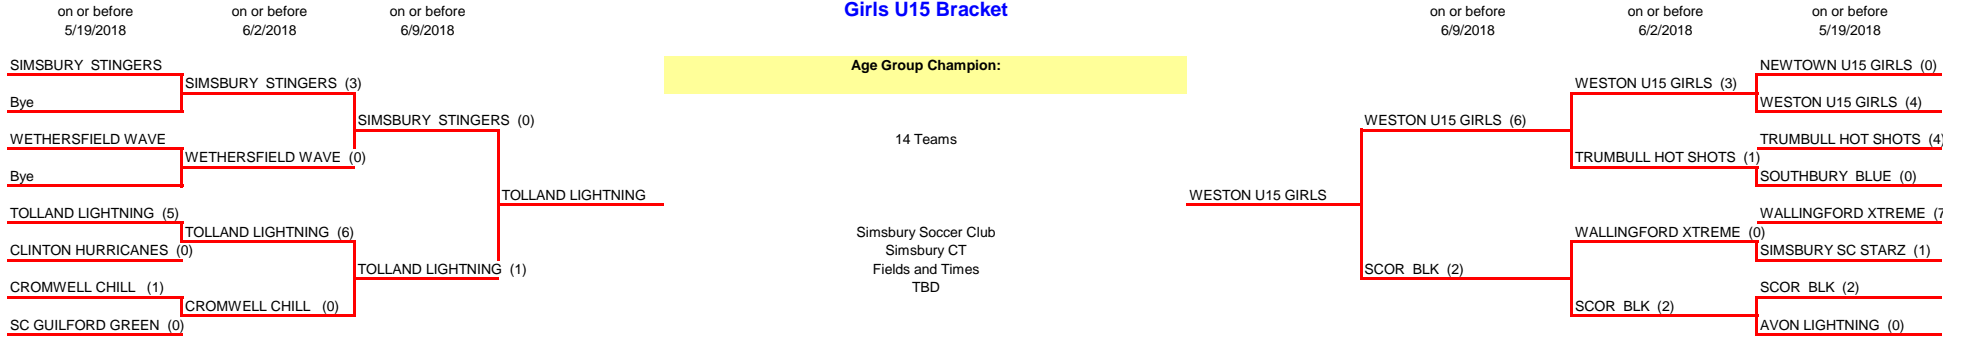 Girls U15 Bracket
on or before
5/19/2018
on or before
6/2/2018
on or before
6/9/2018
on or before
6/9/2018
on or before
6/2/2018
on or before
5/19/2018
Age Group Champion:
14 Teams
Simsbury Soccer Club
Simsbury CT
Fields and Times
TBD
SIMSBURY STINGERS
Bye
WETHERSFIELD WAVE
Bye
TOLLAND LIGHTNING (5)
CLINTON HURRICANES (0)
CROMWELL CHILL (1)
SC GUILFORD GREEN (0)
SIMSBURY STINGERS (3)
WETHERSFIELD WAVE (0)
TOLLAND LIGHTNING (6)
CROMWELL CHILL (0)
SIMSBURY STINGERS (0)
TOLLAND LIGHTNING (1)
TOLLAND LIGHTNING
WESTON U15 GIRLS
WESTON U15 GIRLS (6)
SCOR BLK (2)
WESTON U15 GIRLS (3)
TRUMBULL HOT SHOTS (1)
WALLINGFORD XTREME (0)
SCOR BLK (2)
NEWTOWN U15 GIRLS (0)
WESTON U15 GIRLS (4)
TRUMBULL HOT SHOTS (4)
SOUTHBURY BLUE (0)
WALLINGFORD XTREME (7
SIMSBURY SC STARZ (1)
SCOR BLK (2)
AVON LIGHTNING (0)